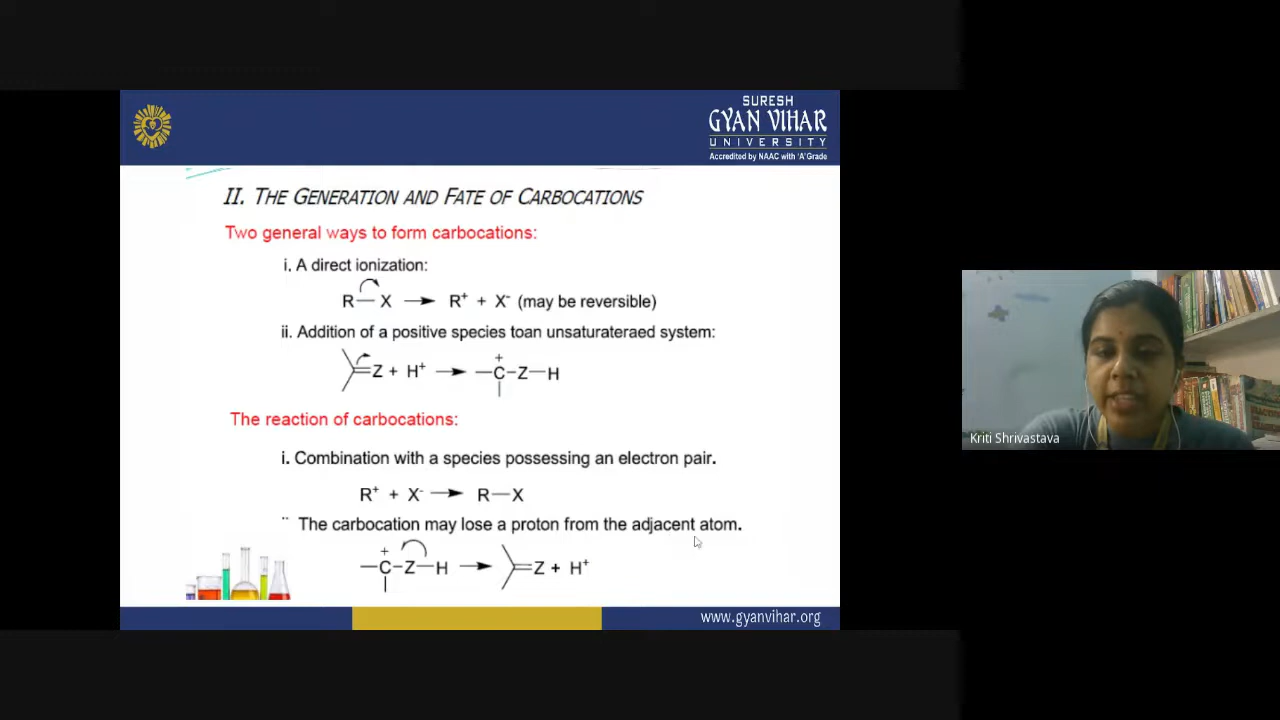 SURESH
GYAN VIHAR
UNIVERSITY
Accredited by NAAC with 'A' Grade
II. THE GENERATION AND FATE OF CARBOCATIONS
Two general ways to form carbocations:
i. A direct ionization:
R—X → R⁺ + X⁻ (may be reversible)
ii. Addition of a positive species toan unsaturateraed system:
=Z + H⁺ → —C⁺–Z—H
The reaction of carbocations:
i. Combination with a species possessing an electron pair.
R⁺ + X⁻ → R—X
¨ The carbocation may lose a proton from the adjacent atom.
—C⁺–Z—H → =Z + H⁺
www.gyanvihar.org
Kriti Shrivastava